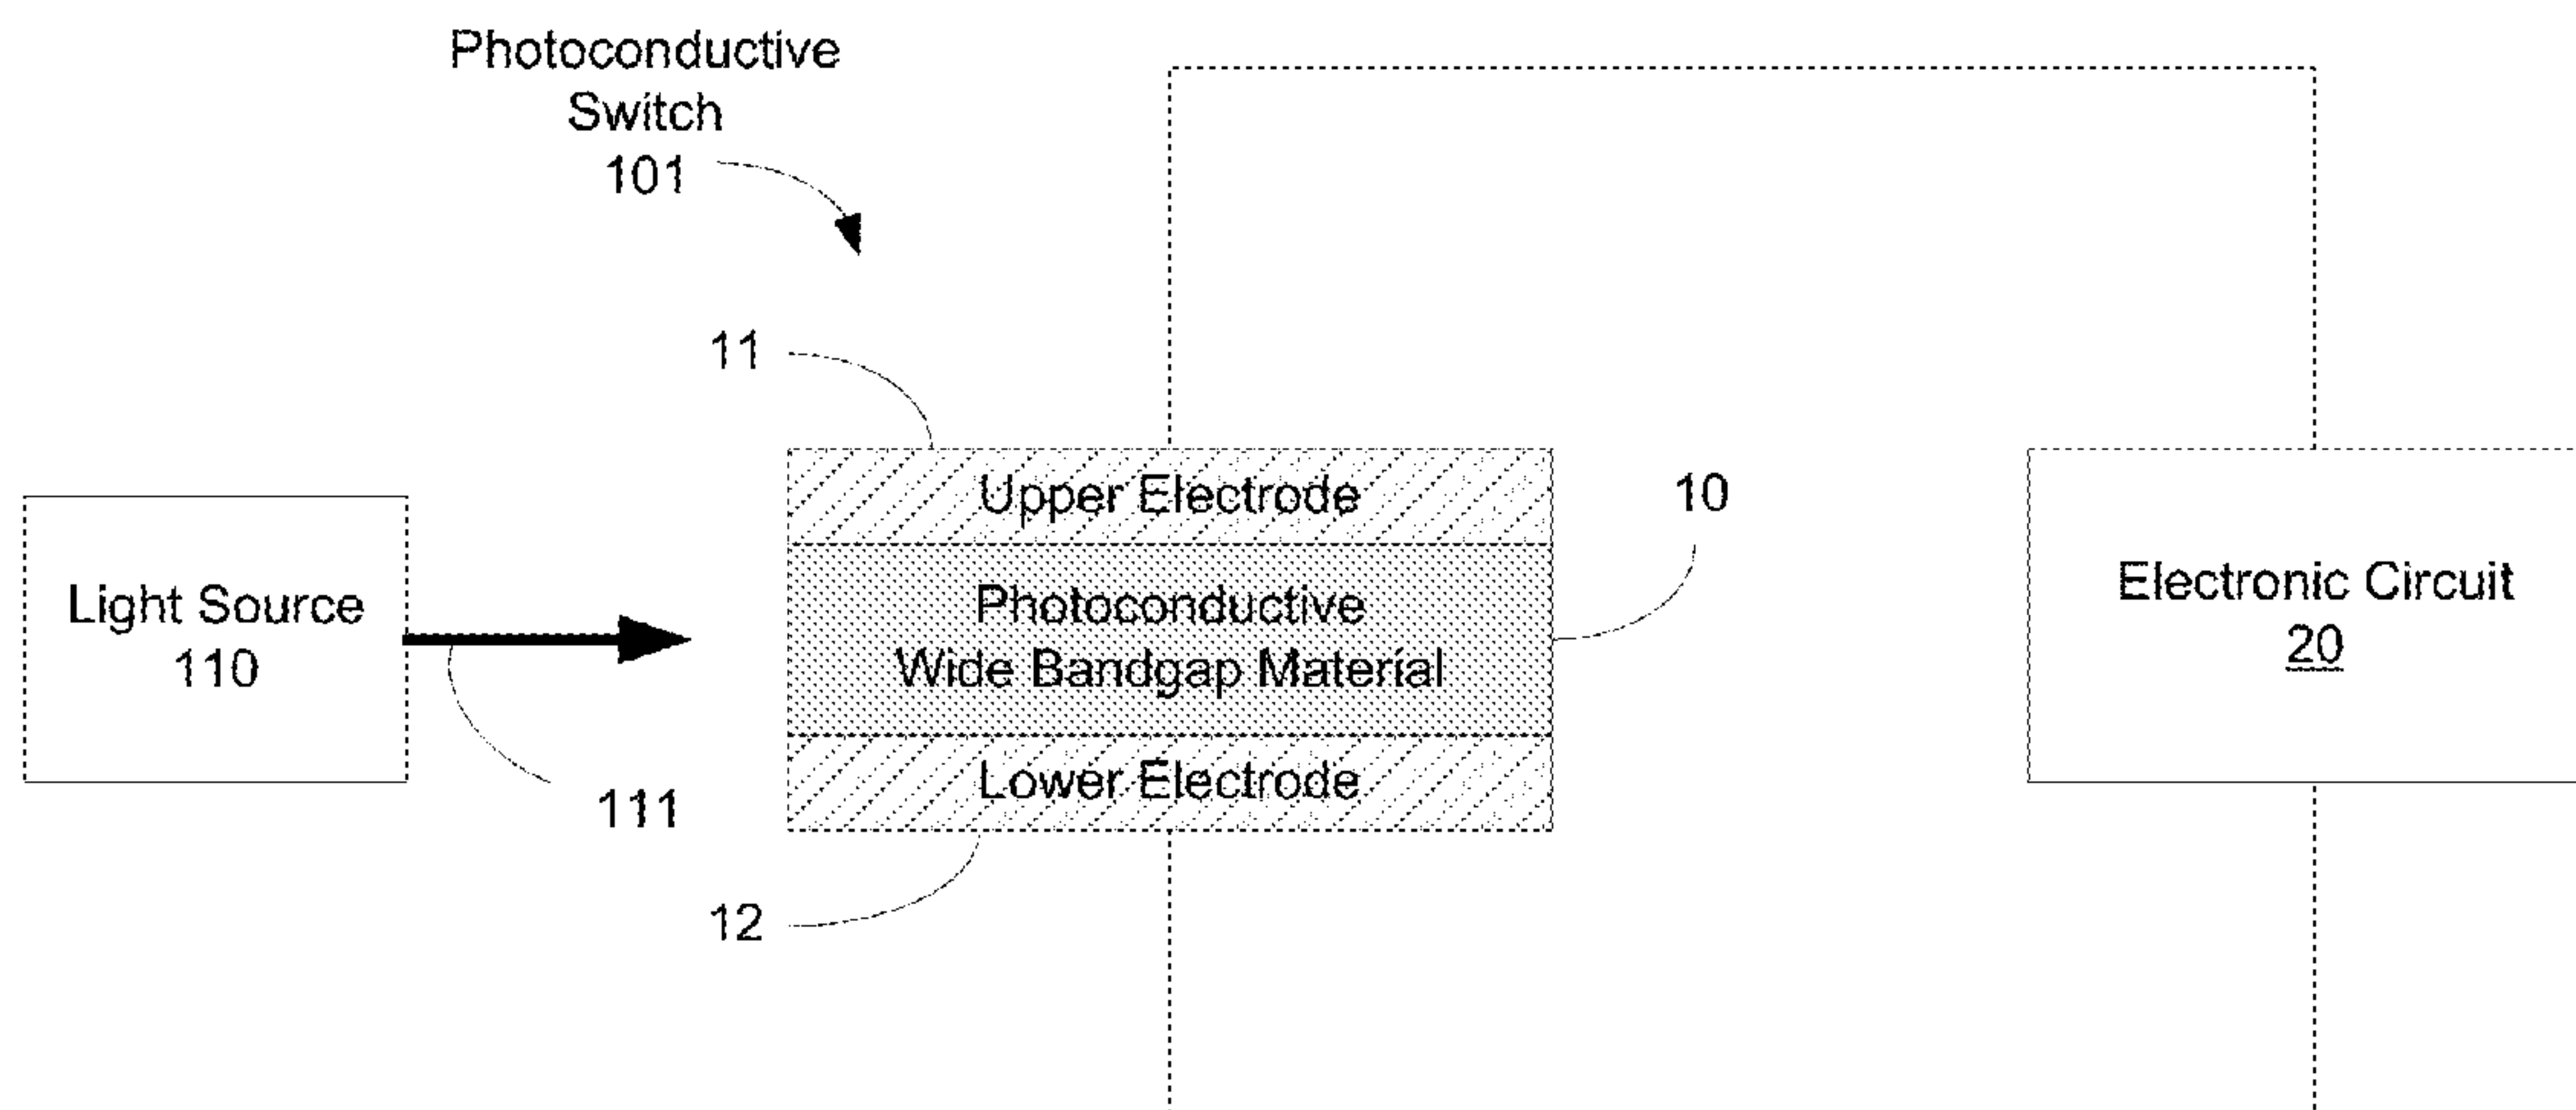 Photoconductive
Switch
101
11
Upper Electrode
10
Light Source
110
Photoconductive
Wide Bandgap Material
Electronic Circuit
20
111
Lower Electrode
12